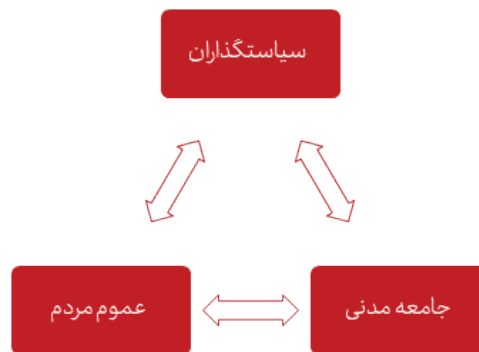 سیاستگذاران
جامعه مدنی
عموم مردم